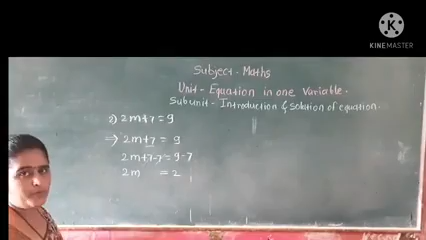 KINEMASTER
Subject - Maths
Unit - Equation in one Variable.
Subunit - Introduction & solution of equation.
2m+7=9
⇒ 2m+7 = 9
2m+7-7 = 9-7
2m = 2